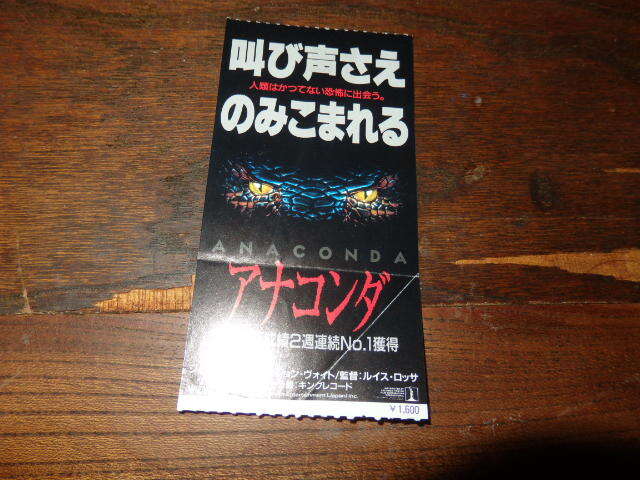 叫び声さえ
人類はかつてない恐怖に出会う。
のみこまれる
ANACONDA
アナコンダ
2週連続No.1獲得
ヴォイト/監督:ルイス・ロッサ
キングレコード
Entertainment (Japan) Inc.
¥1,600